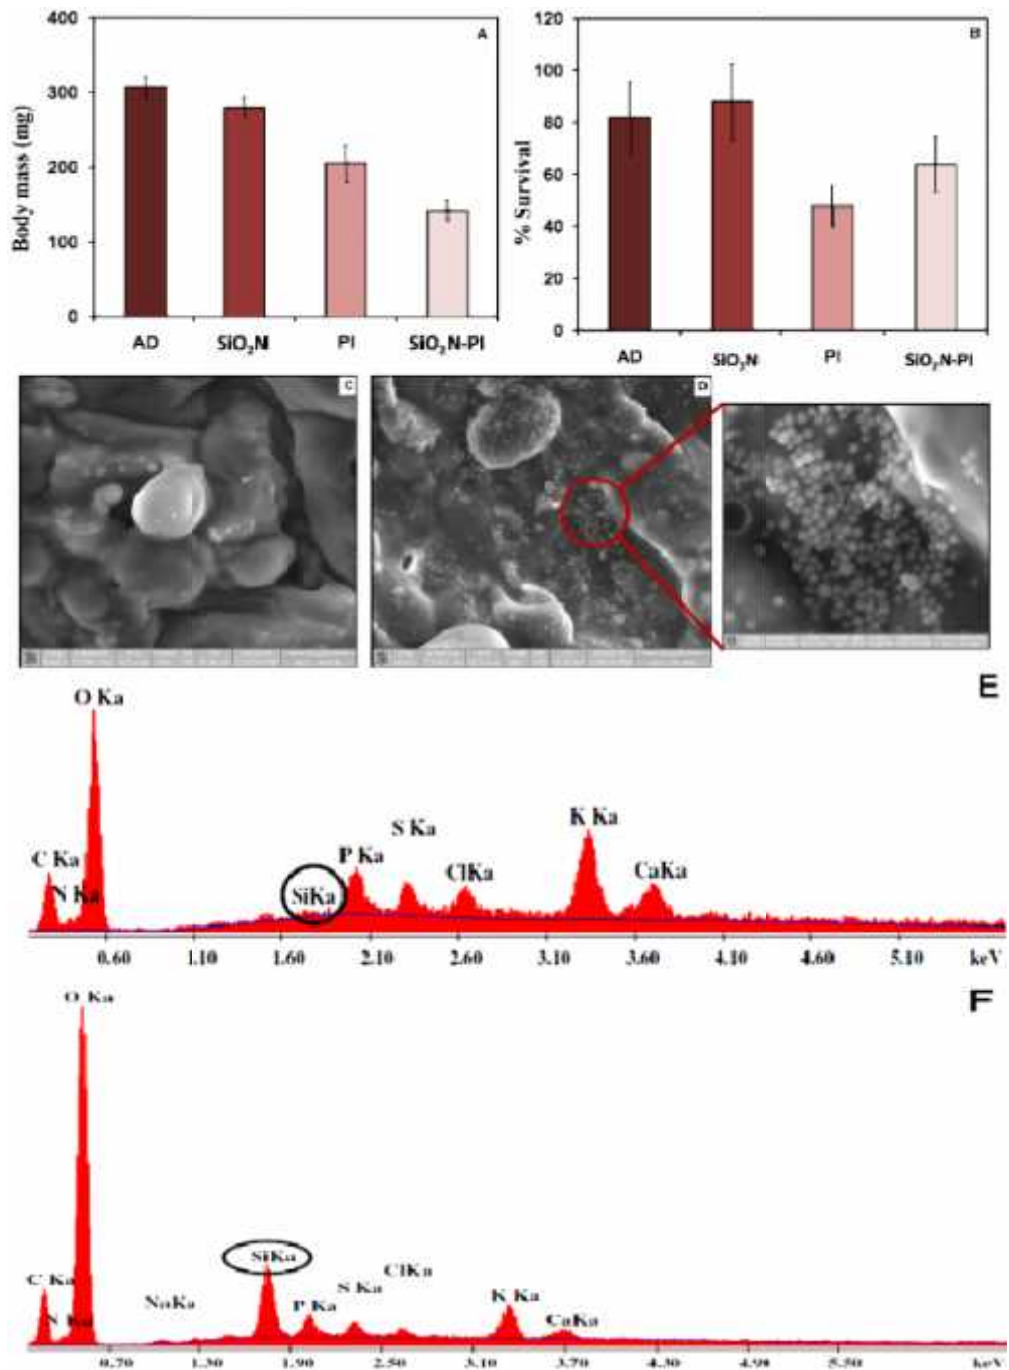 A
Body mass (mg)
400
300
200
100
0
AD SiO₂N PI SiO₂N-PI
B
% Survival
120
100
80
60
40
20
0
AD SiO₂N PI SiO₂N-PI
C
D
E
O Ka
C Ka
N Ka
SiKa
P Ka
S Ka
ClKa
K Ka
CaKa
0.60 1.10 1.60 2.10 2.60 3.10 3.60 4.10 4.60 5.10 keV
F
O Ka
C Ka
N Ka
NaKa
SiKa
P Ka
S Ka
ClKa
K Ka
CaKa
0.70 1.30 1.90 2.50 3.10 3.70 4.30 4.90 5.50 keV